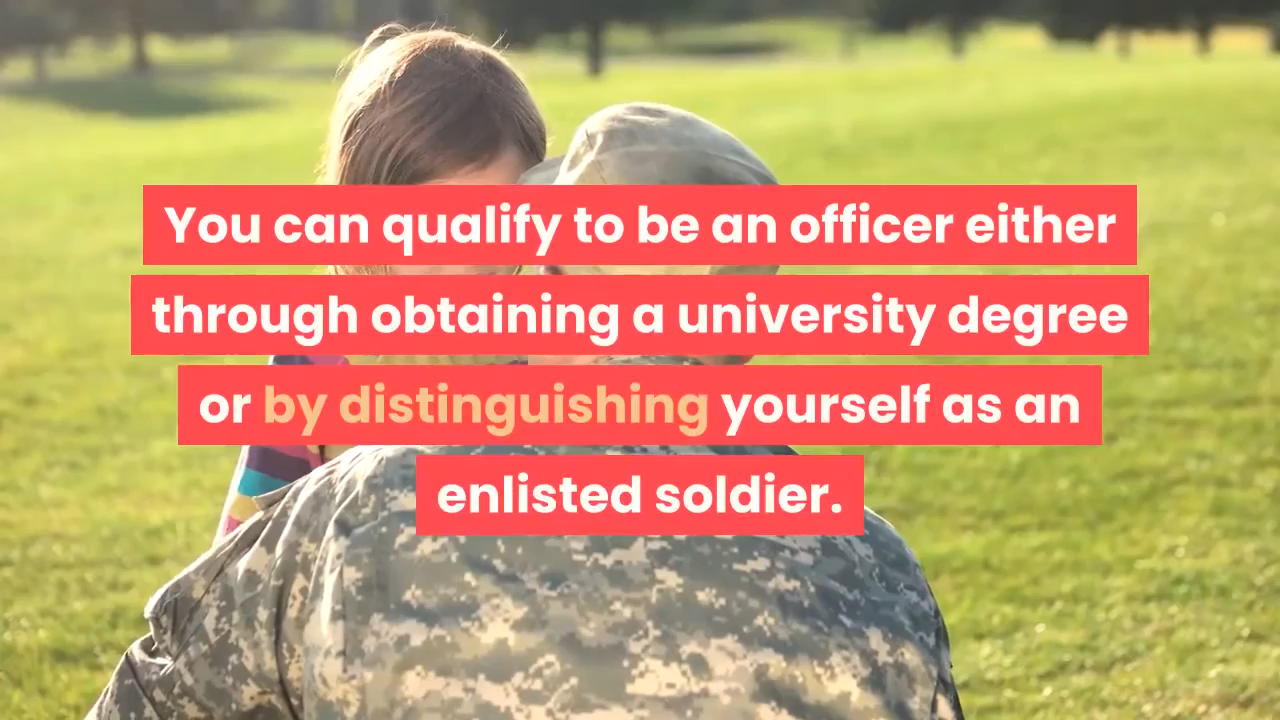 You can qualify to be an officer either
through obtaining a university degree
or by distinguishing yourself as an
enlisted soldier.